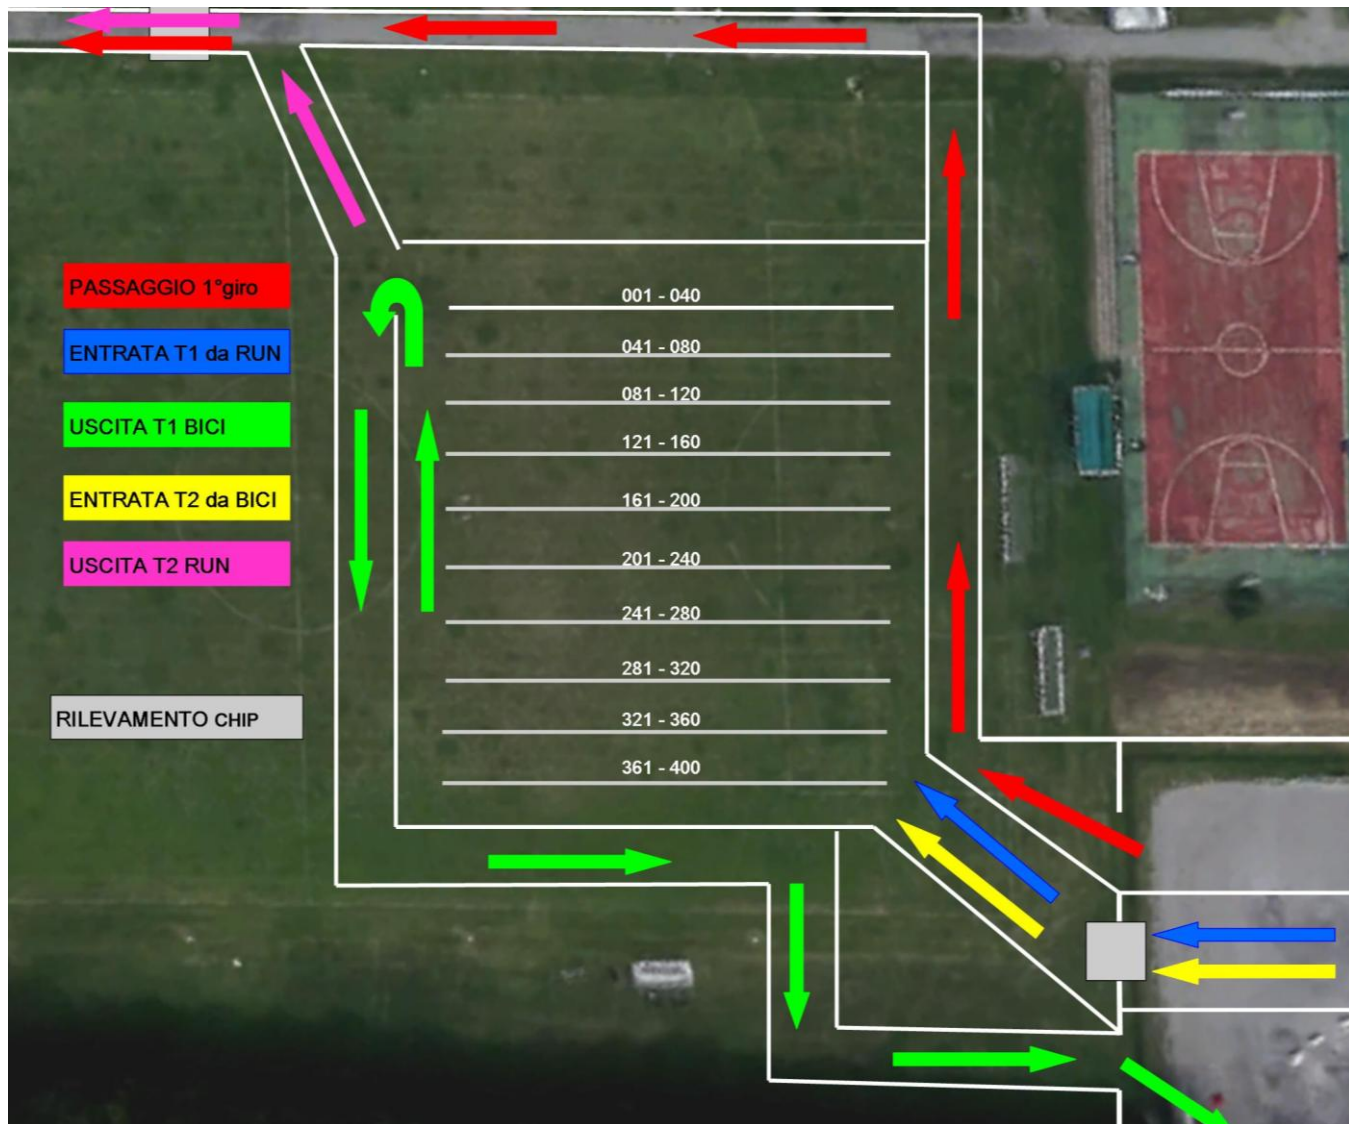 PASSAGGIO 1°giro
ENTRATA T1 da RUN
USCITA T1 BICI
ENTRATA T2 da BICI
USCITA T2 RUN
RILEVAMENTO CHIP
001 - 040
041 - 080
081 - 120
121 - 160
161 - 200
201 - 240
241 - 280
281 - 320
321 - 360
361 - 400